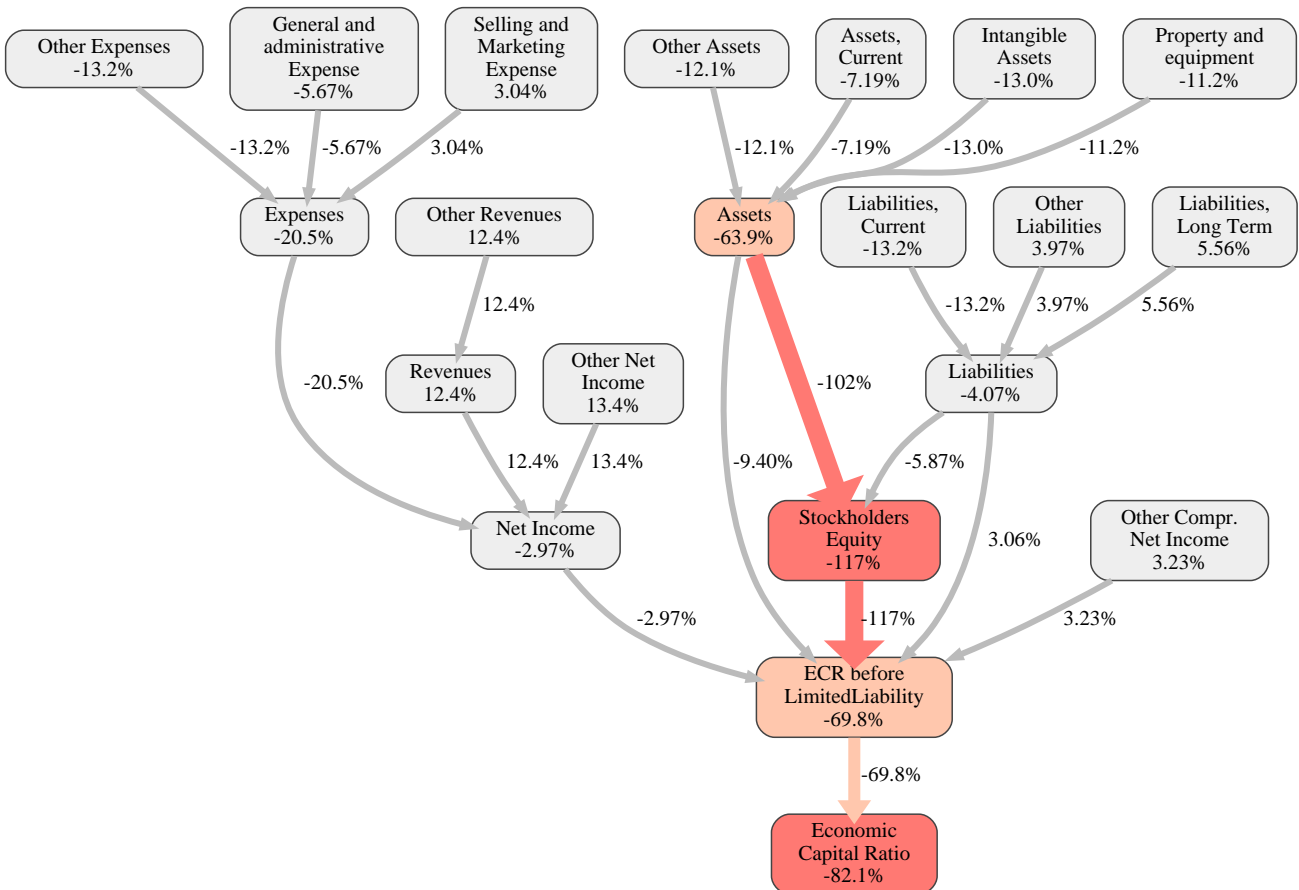 Other Expenses
-13.2%
General and
administrative
Expense
-5.67%
Selling and
Marketing
Expense
3.04%
Other Assets
-12.1%
Assets,
Current
-7.19%
Intangible
Assets
-13.0%
Property and
equipment
-11.2%
-13.2%
-5.67%
3.04%
-12.1%
-7.19%
-13.0%
-11.2%
Expenses
-20.5%
Other Revenues
12.4%
Assets
-63.9%
Liabilities,
Current
-13.2%
Other
Liabilities
3.97%
Liabilities,
Long Term
5.56%
12.4%
-13.2%
3.97%
5.56%
-20.5%
Revenues
12.4%
Other Net
Income
13.4%
-102%
Liabilities
-4.07%
12.4%
13.4%
-9.40%
-5.87%
Net Income
-2.97%
Stockholders
Equity
-117%
3.06%
Other Compr.
Net Income
3.23%
-2.97%
-117%
3.23%
ECR before
LimitedLiability
-69.8%
-69.8%
Economic
Capital Ratio
-82.1%